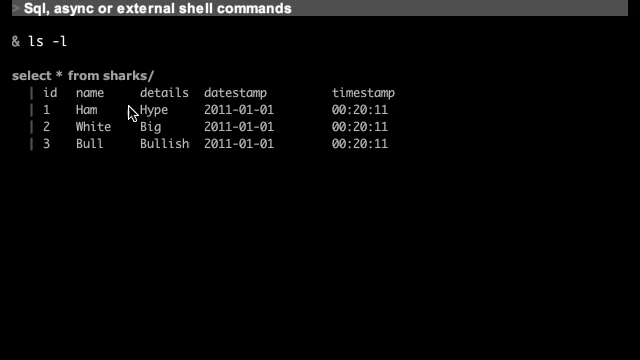 > Sql, async or external shell commands
& ls -l
select * from sharks/
| id name details datestamp timestamp
| 1 Ham Hype 2011-01-01 00:20:11
| 2 White Big 2011-01-01 00:20:11
| 3 Bull Bullish 2011-01-01 00:20:11